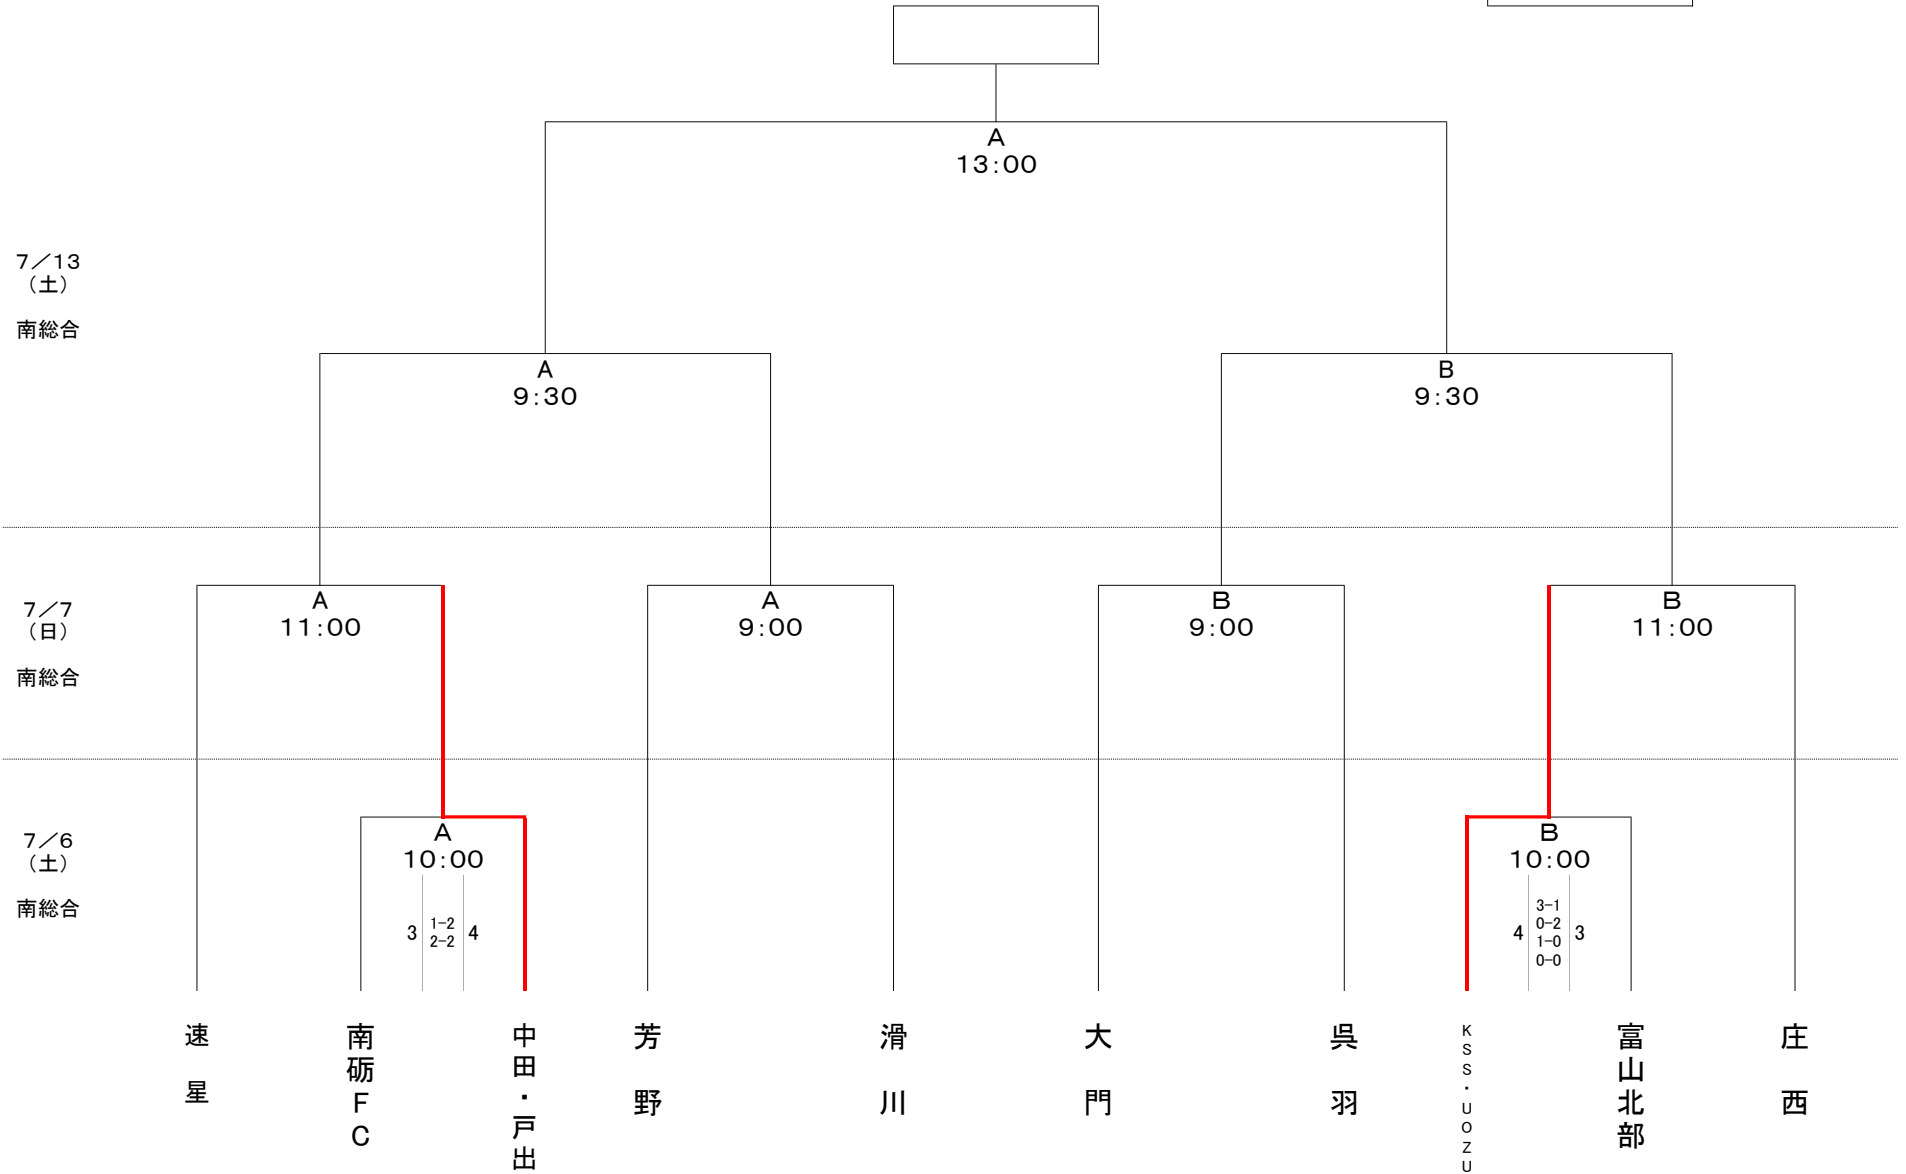 A
13:00
7／13
（土）
南総合
A
9:30
B
9:30
7／7
（日）
南総合
A
11:00
A
9:00
B
9:00
B
11:00
7／6
（土）
南総合
A
10:00
3
1-2
2-2
4
B
10:00
4
3-1
0-2
1-0
0-0
3
速星
南砺FC
中田・戸出
芳野
滑川
大門
呉羽
KSS・UOZU
富山北部
庄西